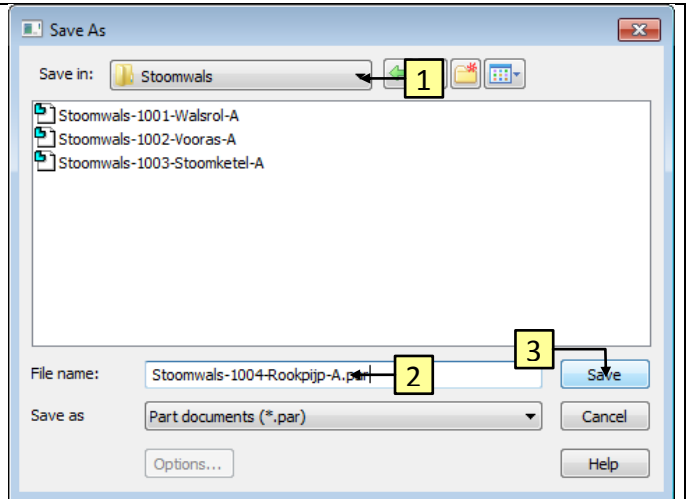 Save As
Save in: Stoomwals 1
Stoomwals-1001-Walsrol-A
Stoomwals-1002-Vooras-A
Stoomwals-1003-Stoomketel-A
3
File name: Stoomwals-1004-Rookpijp-A.par 2 Save
Save as Part documents (*.par) Cancel
Options... Help